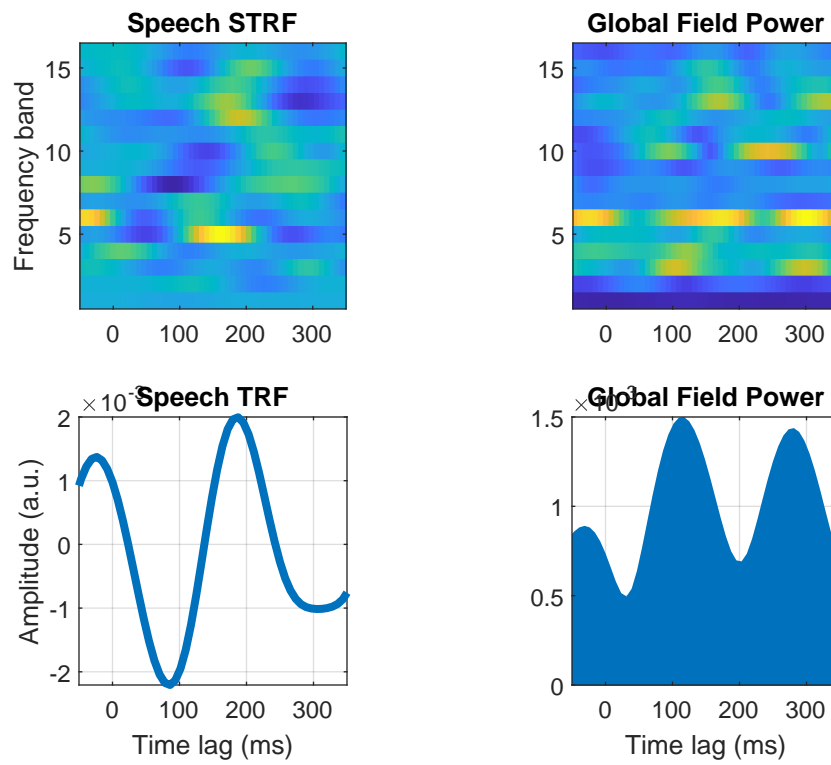 Speech STRF
Frequency band
15
10
5
0 100 200 300
Global Field Power
15
10
5
0 100 200 300
Speech TRF
× 10⁻³
Amplitude (a.u.)
2
1
0
-1
-2
0 100 200 300
Time lag (ms)
Global Field Power
× 10⁻³
1.5
1
0.5
0
0 100 200 300
Time lag (ms)